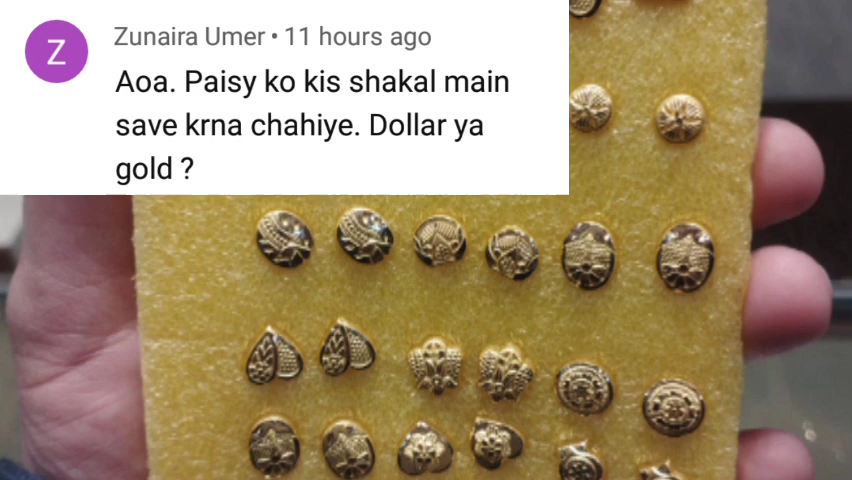 Z
Zunaira Umer • 11 hours ago
Aoa. Paisy ko kis shakal main
save krna chahiye. Dollar ya
gold ?